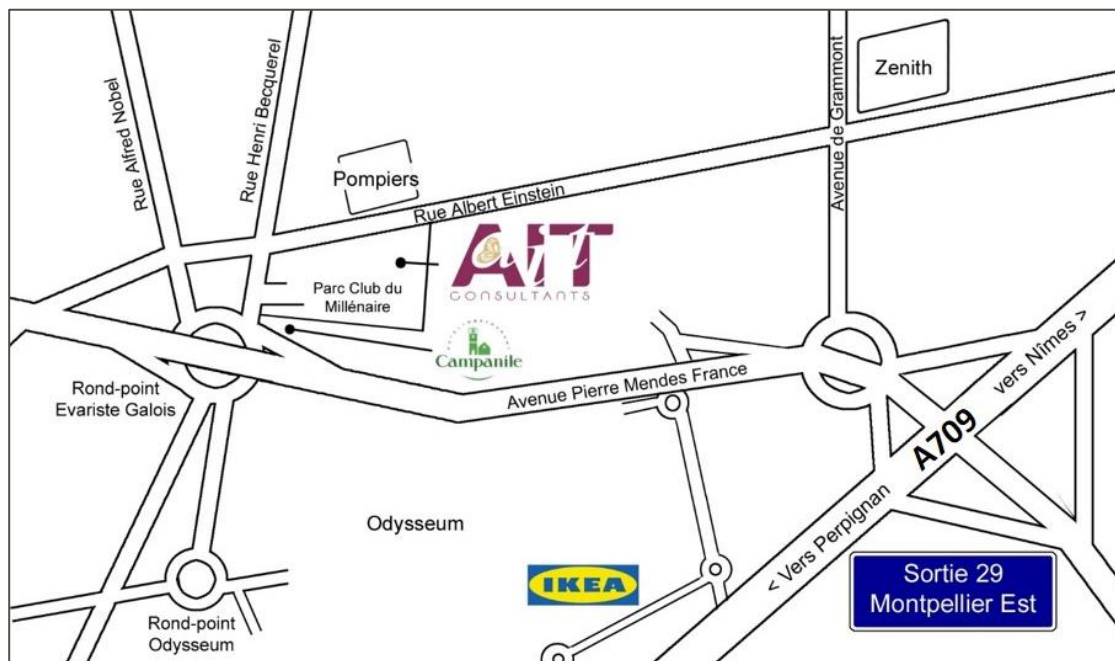 Zenith
Avenue de Grammont
Rue Alfred Nobel
Rue Henri Becquerel
Pompiers
Rue Albert Einstein
AIT
avit
CONSULTANTS
Parc Club du
Millénaire
Campanile
Rond-point
Evariste Galois
Avenue Pierre Mendes France
vers Nîmes >
A709
< Vers Perpignan
Odysseum
IKEA
Sortie 29
Montpellier Est
Rond-point
Odysseum